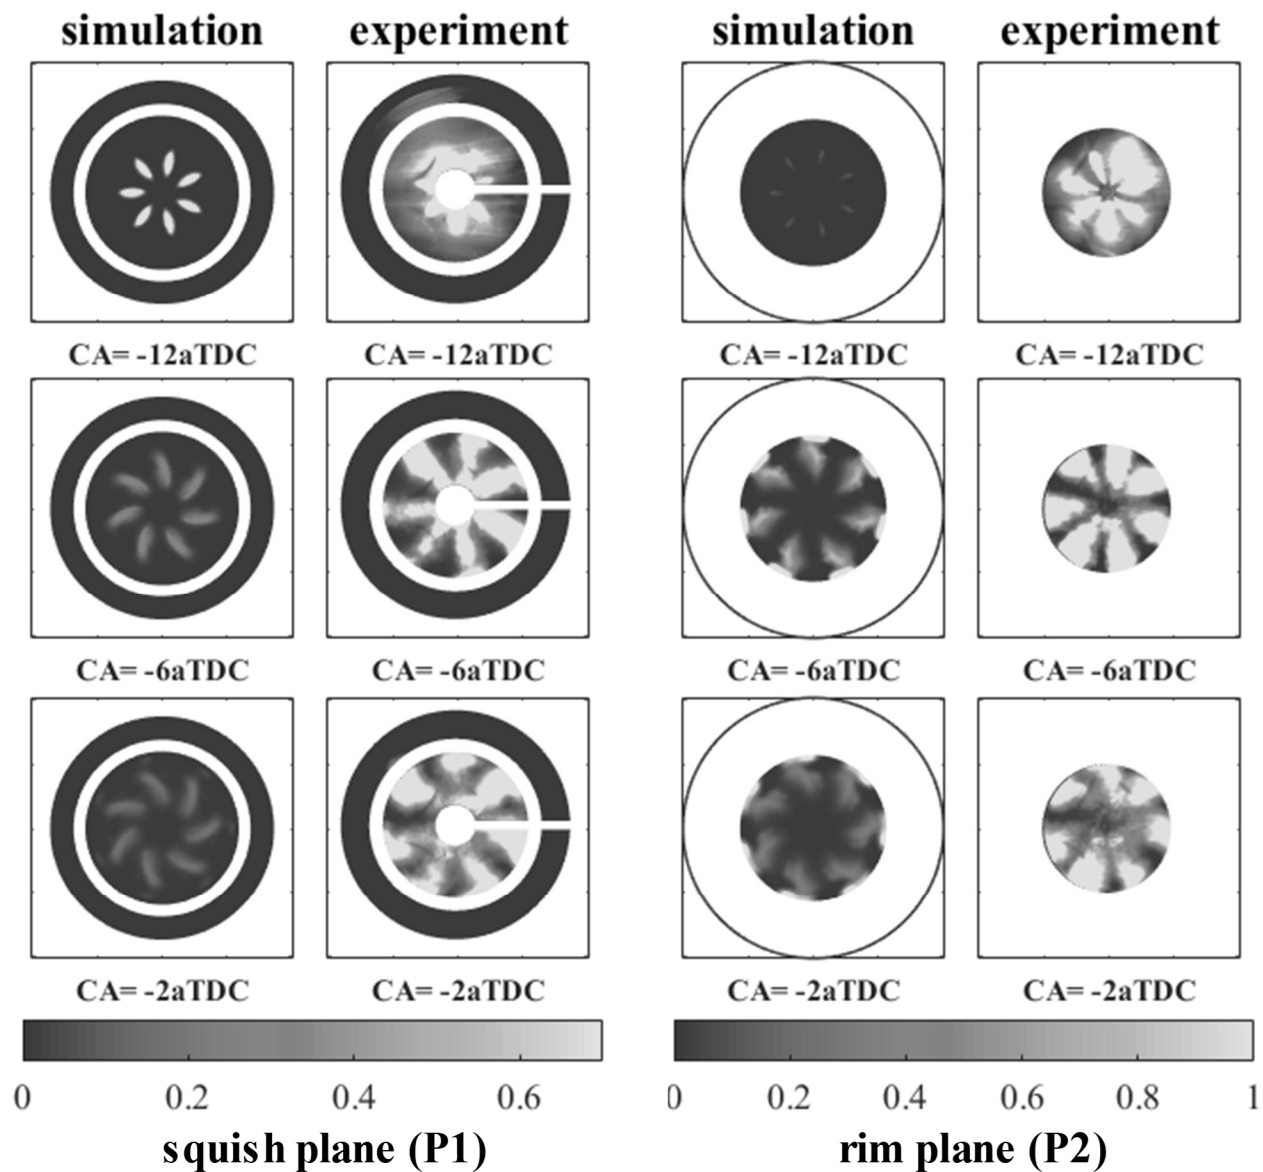 simulation experiment simulation experiment
CA= -12aTDC CA= -12aTDC CA= -12aTDC CA= -12aTDC
CA= -6aTDC CA= -6aTDC CA= -6aTDC CA= -6aTDC
CA= -2aTDC CA= -2aTDC CA= -2aTDC CA= -2aTDC
0 0.2 0.4 0.6 0 0.2 0.4 0.6 0.8 1
squish plane (P1) rim plane (P2)